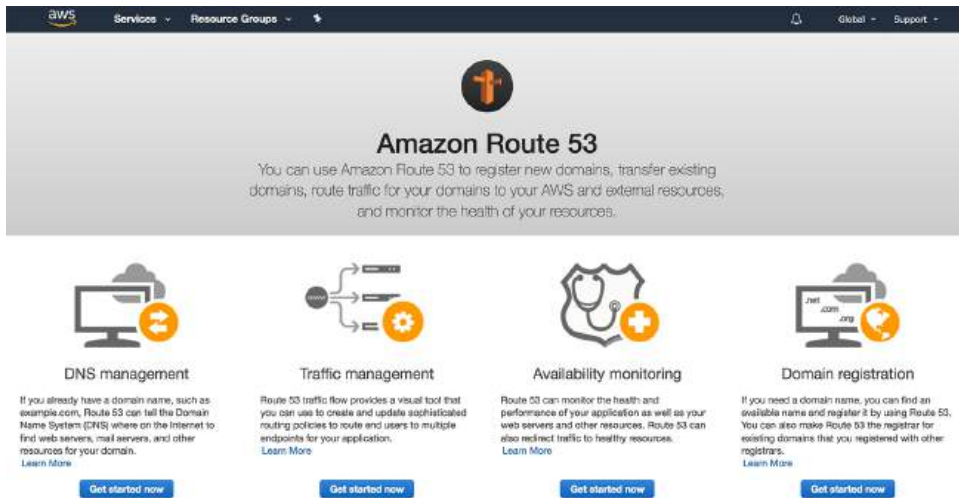 aws Services Resource Groups Global Support
Amazon Route 53
You can use Amazon Route 53 to register new domains, transfer existing
domains, route traffic for your domains to your AWS and external resources,
and monitor the health of your resources.
.net
.com
.org
DNS management
If you already have a domain name, such as
example.com, Route 53 can tell the Domain
Name System (DNS) where on the Internet to
find web servers, mail servers, and other
resources for your domain.
Learn More
Get started now
Traffic management
Route 53 traffic flow provides a visual tool that
you can use to create and update sophisticated
routing policies to route end users to multiple
endpoints for your application.
Learn More
Get started now
Availability monitoring
Route 53 can monitor the health and
performance of your application as well as your
web servers and other resources. Route 53 can
also redirect traffic to healthy resources.
Learn More
Get started now
Domain registration
If you need a domain name, you can find an
available name and register it by using Route 53.
You can also make Route 53 the registrar for
existing domains that you registered with other
registrars.
Learn More
Get started now